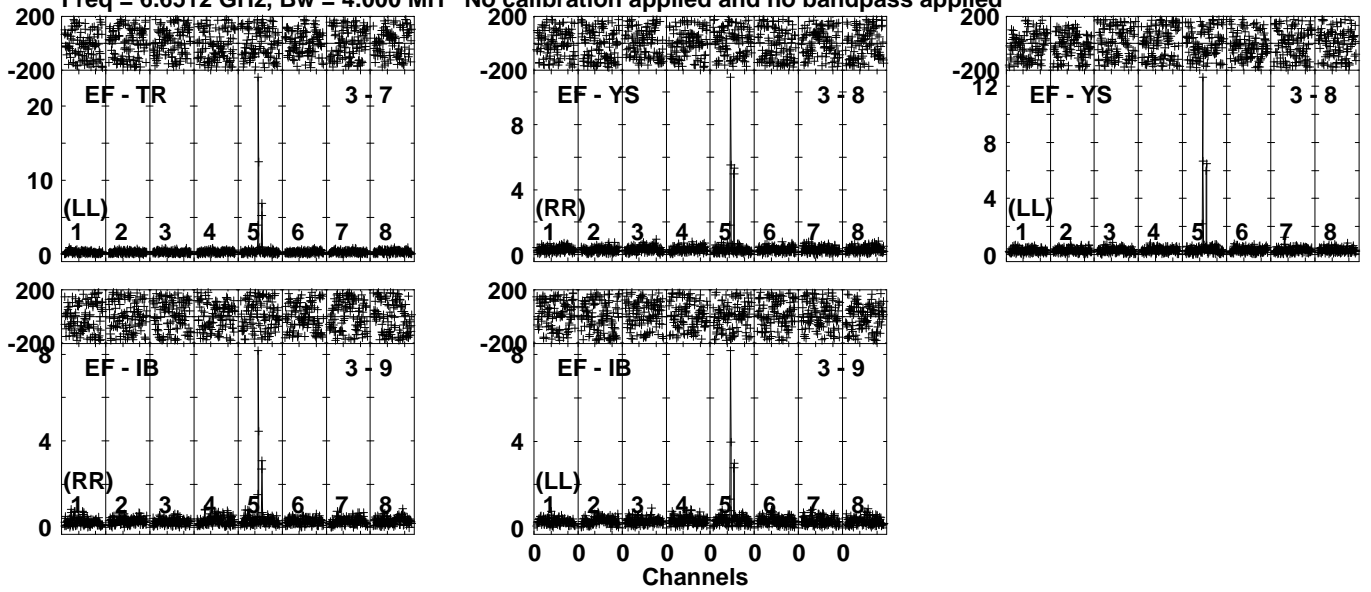 Freq = 6.6512 GHz, Bw = 4.000 MH No calibration applied and no bandpass applied
200 200 200
-200 -200 -200
EF - TR 3 - 7 EF - YS 3 - 8 EF - YS 3 - 8
20 8 12
10 4 8
0 0 4
0
(LL) (RR) (LL)
1 2 3 4 5 6 7 8 1 2 3 4 5 6 7 8 1 2 3 4 5 6 7 8
200 200
-200 -200
8 8
EF - IB 3 - 9 EF - IB 3 - 9
4 4
(RR) (LL)
1 2 3 4 5 6 7 8 1 2 3 4 5 6 7 8
0 0
0 0 0 0 0 0 0 0
Channels